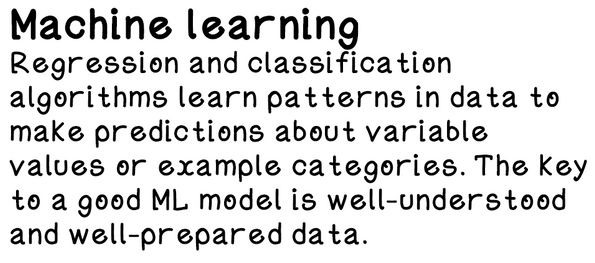 Machine learning
Regression and classification
algorithms learn patterns in data to
make predictions about variable
values or example categories. The key
to a good ML model is well-understood
and well-prepared data.